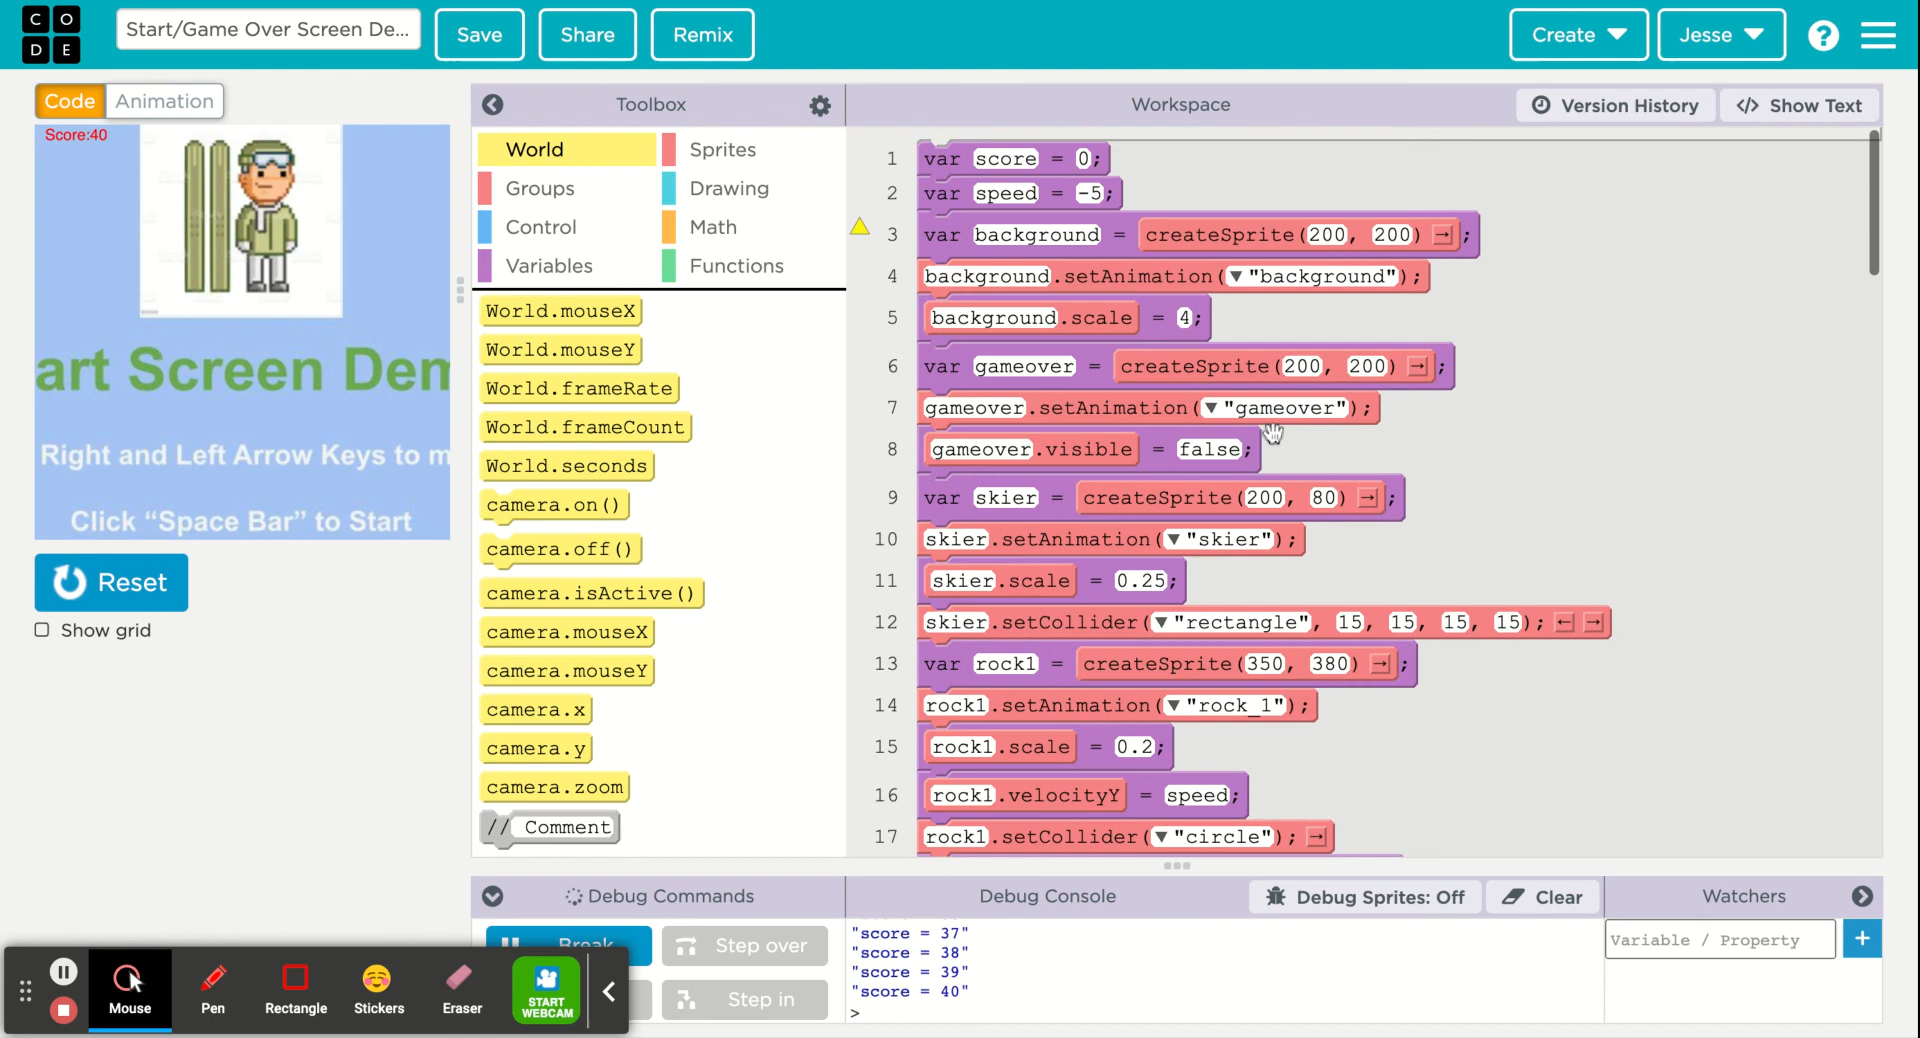 CODE
Start/Game Over Screen De...
Save
Share
Remix
Create
Jesse
?
Code
Animation
Score:40
art Screen Dem
Right and Left Arrow Keys to m
Click “Space Bar” to Start
Reset
Show grid
Toolbox
World
Sprites
Groups
Drawing
Control
Math
Variables
Functions
World.mouseX
World.mouseY
World.frameRate
World.frameCount
World.seconds
camera.on()
camera.off()
camera.isActive()
camera.mouseX
camera.mouseY
camera.x
camera.y
camera.zoom
// Comment
Workspace
Version History
</> Show Text
1 var score = 0;
2 var speed = -5;
3 var background = createSprite(200, 200) → ;
4 background.setAnimation(▼"background");
5 background.scale = 4;
6 var gameover = createSprite(200, 200) → ;
7 gameover.setAnimation(▼"gameover");
8 gameover.visible = false;
9 var skier = createSprite(200, 80) → ;
10 skier.setAnimation(▼"skier");
11 skier.scale = 0.25;
12 skier.setCollider(▼"rectangle", 15, 15, 15, 15); ← →
13 var rock1 = createSprite(350, 380) → ;
14 rock1.setAnimation(▼"rock_1");
15 rock1.scale = 0.2;
16 rock1.velocityY = speed;
17 rock1.setCollider(▼"circle"); →
Debug Commands
Break
Step over
Step in
Debug Console
Debug Sprites: Off
Clear
"score = 37"
"score = 38"
"score = 39"
"score = 40"
>
Watchers
Variable / Property
+
Mouse
Pen
Rectangle
Stickers
Eraser
START
WEBCAM